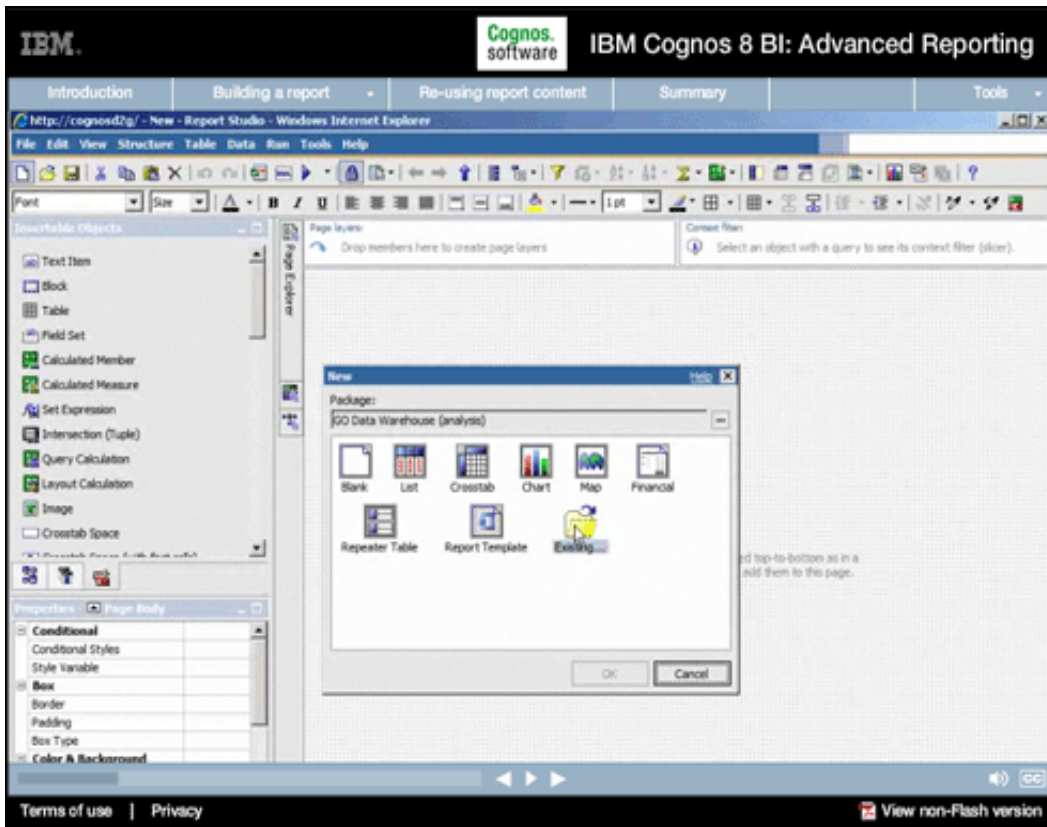 IBM.
Cognos.
software
IBM Cognos 8 BI: Advanced Reporting
Introduction
Building a report
Re-using report content
Summary
Tools
http://cognosd2g/ - New - Report Studio - Windows Internet Explorer
File Edit View Structure Table Data Run Tools Help
Font
Size
B I U
1 pt
Insertable Objects
Text Item
Block
Table
Field Set
Calculated Member
Calculated Measure
Set Expression
Intersection (Tuple)
Query Calculation
Layout Calculation
Image
Crosstab Space
Page Explorer
Page layers:
Drop members here to create page layers
Context filter:
Select an object with a query to see its context filter (slicer).
New
Help
Package:
GO Data Warehouse (analysis)
...
Blank
List
Crosstab
Chart
Map
Financial
Repeater Table
Report Template
Existing...
OK
Cancel
ed top-to-bottom as in a
add them to this page.
Properties
Page Body
Conditional
Conditional Styles
Style Variable
Box
Border
Padding
Box Type
Color & Background
CC
Terms of use | Privacy
View non-Flash version